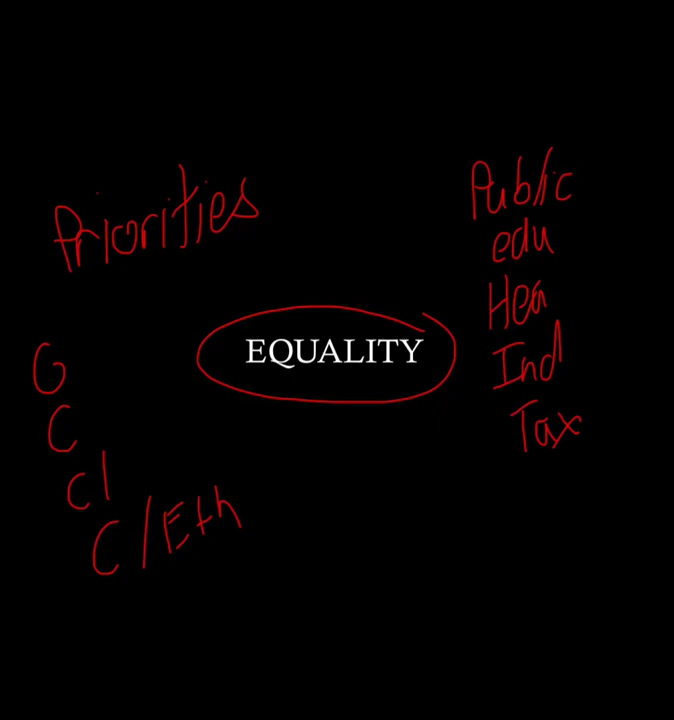 Priorities
Public
edu
Hea
Ind
Tax
EQUALITY
G
C
cl
C/Eth